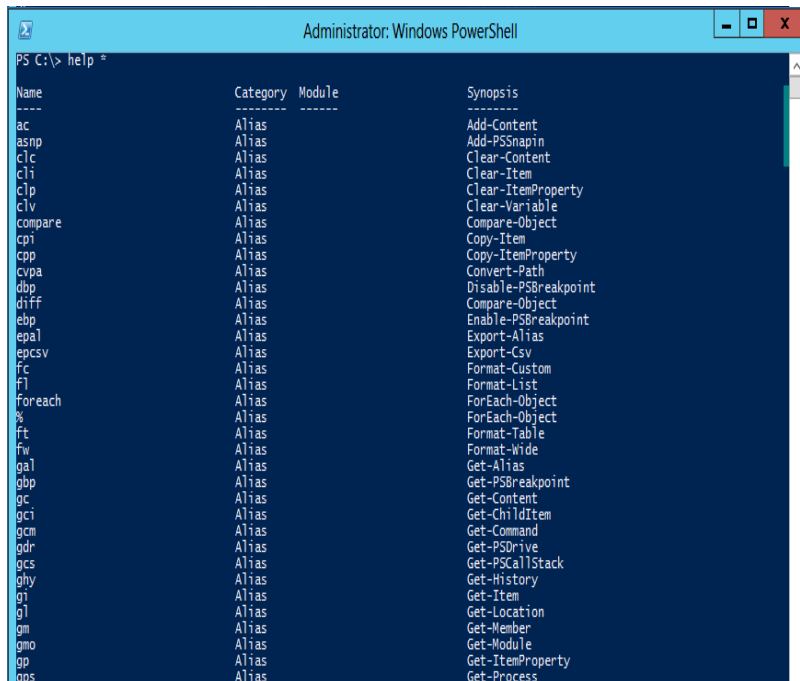 Administrator: Windows PowerShell
PS C:\> help *
Name Category Module Synopsis
---- -------- ------ --------
ac Alias Add-Content
asnp Alias Add-PSSnapin
clc Alias Clear-Content
cli Alias Clear-Item
clp Alias Clear-ItemProperty
clv Alias Clear-Variable
compare Alias Compare-Object
cpi Alias Copy-Item
cpp Alias Copy-ItemProperty
cvpa Alias Convert-Path
dbp Alias Disable-PSBreakpoint
diff Alias Compare-Object
ebp Alias Enable-PSBreakpoint
epal Alias Export-Alias
epcsv Alias Export-Csv
fc Alias Format-Custom
fl Alias Format-List
foreach Alias ForEach-Object
% Alias ForEach-Object
ft Alias Format-Table
fw Alias Format-Wide
gal Alias Get-Alias
gbp Alias Get-PSBreakpoint
gc Alias Get-Content
gci Alias Get-ChildItem
gcm Alias Get-Command
gdr Alias Get-PSDrive
gcs Alias Get-PSCallStack
ghy Alias Get-History
gi Alias Get-Item
gl Alias Get-Location
gm Alias Get-Member
gmo Alias Get-Module
gp Alias Get-ItemProperty
gps Alias Get-Process